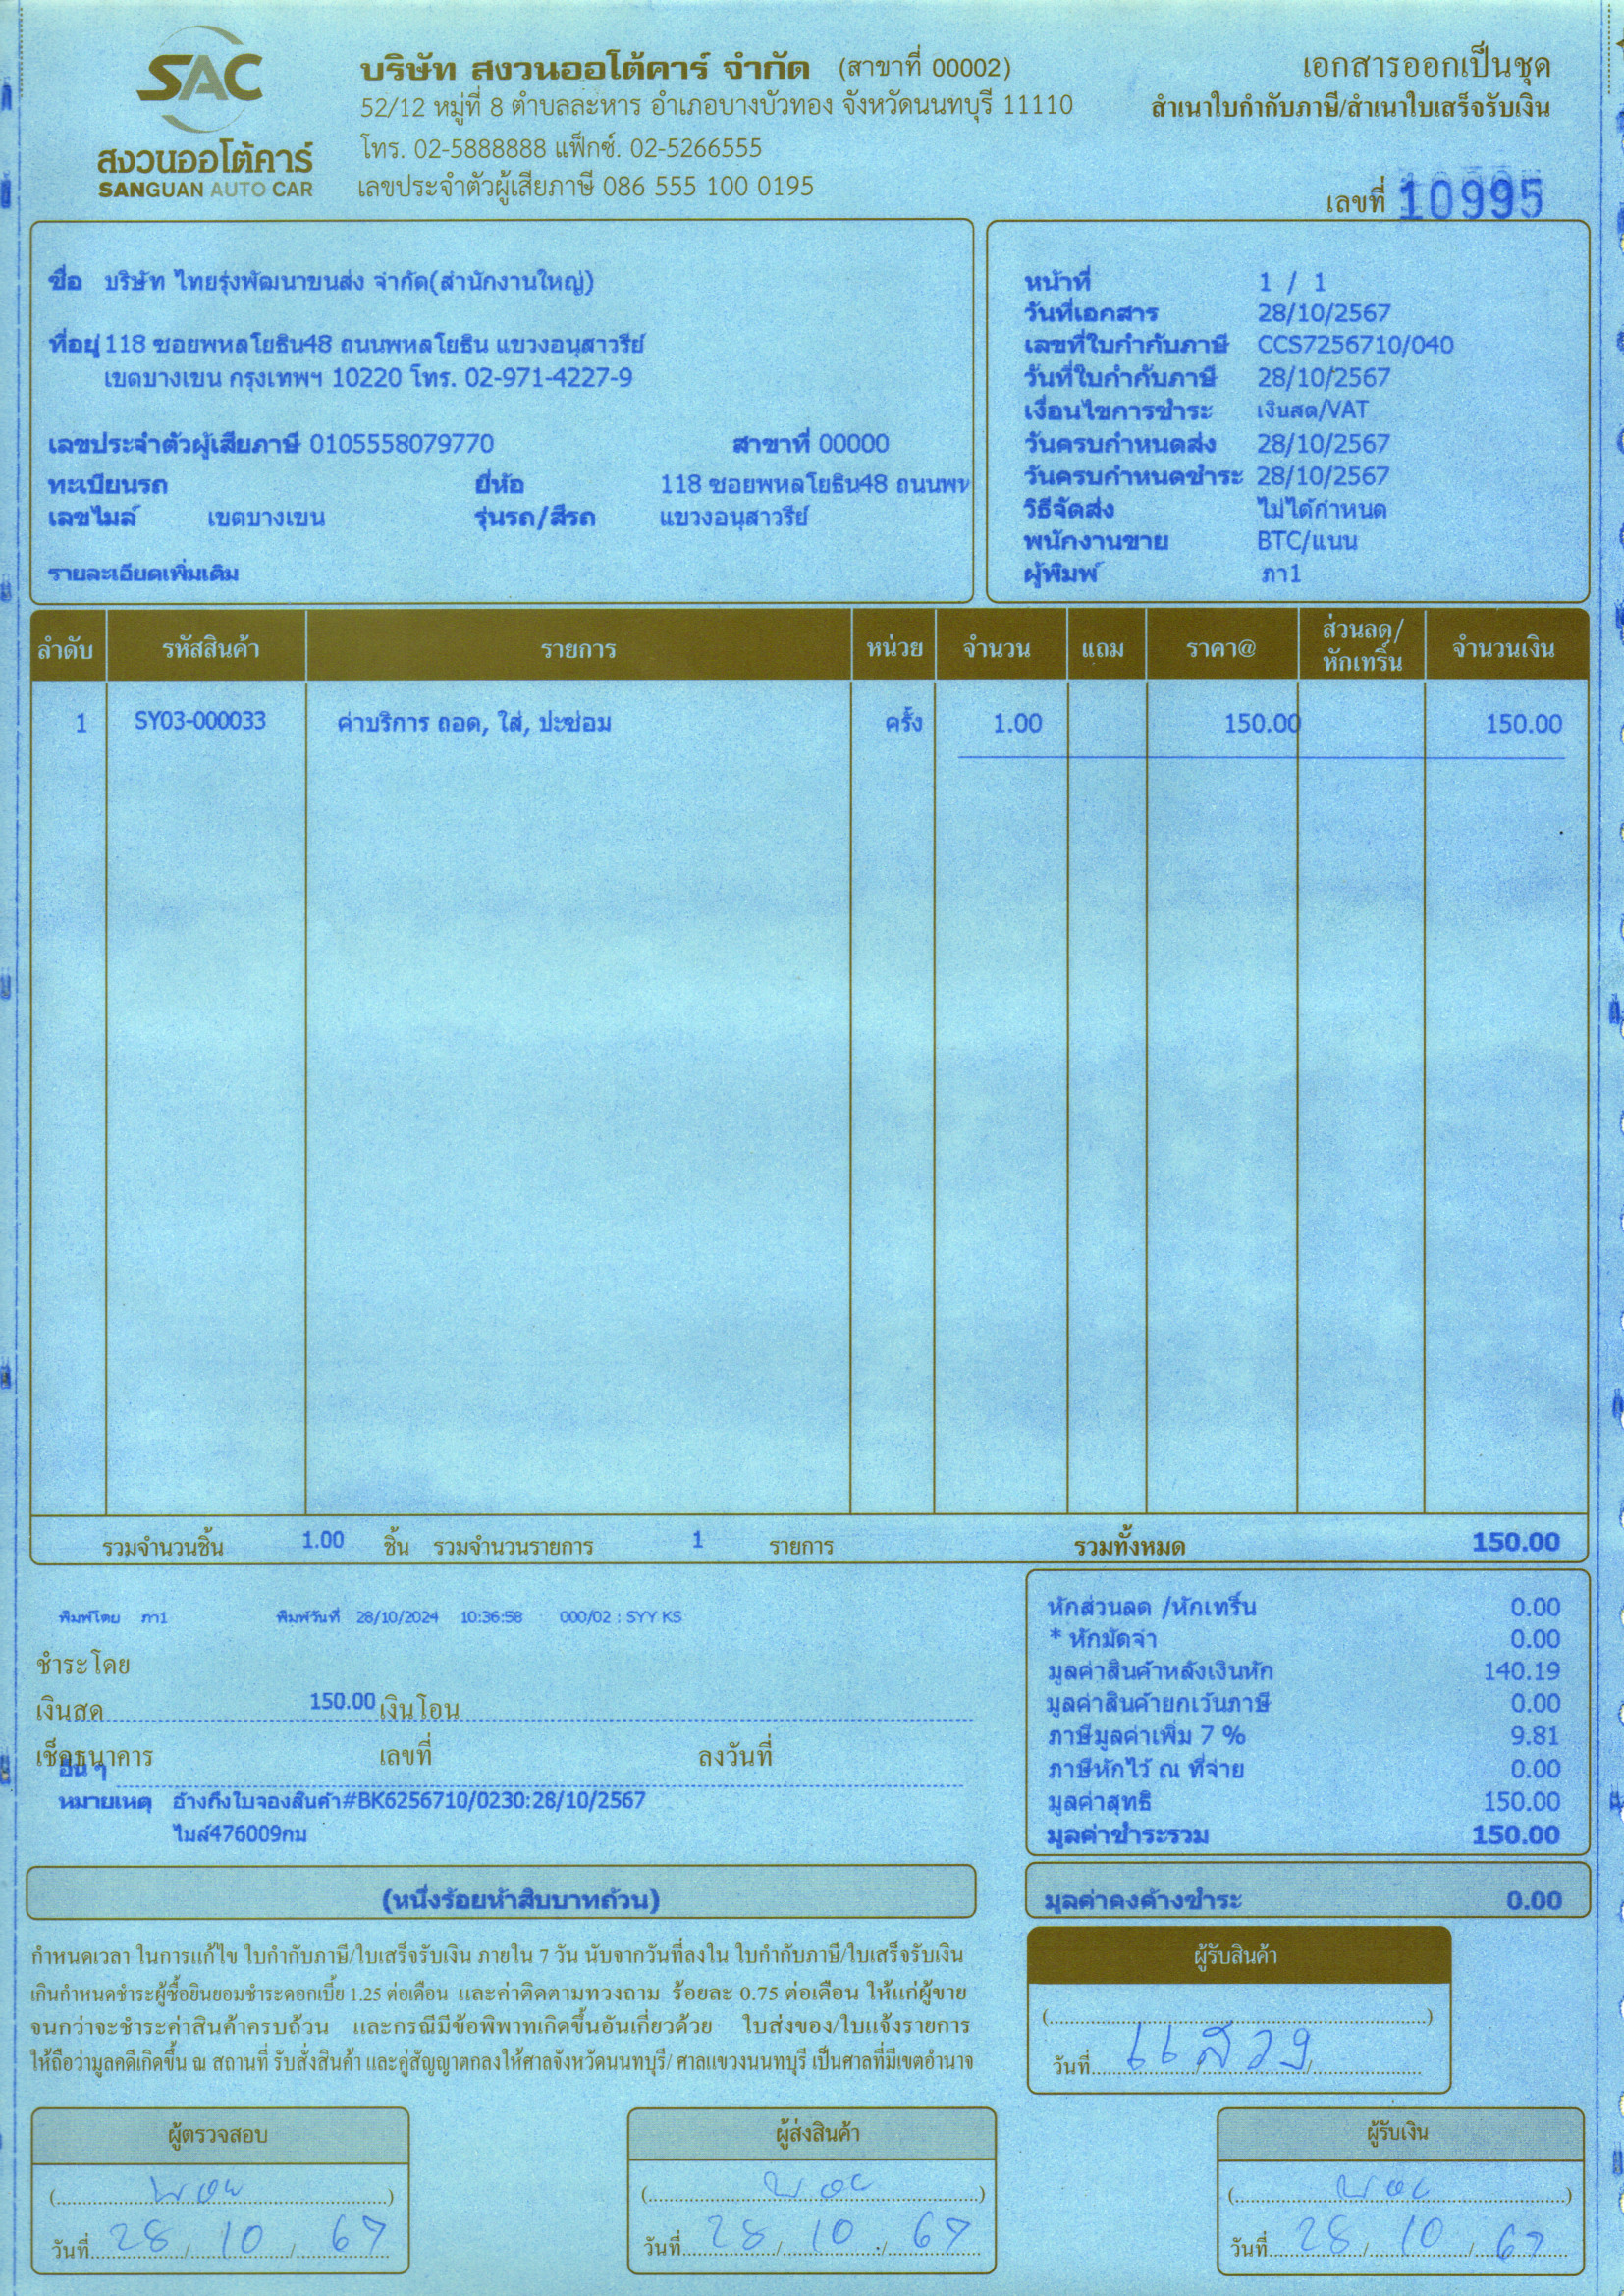 SAC
สงวนออโต้คาร์
SANGUAN AUTO CAR
บริษัท สงวนออโต้คาร์ จำกัด (สาขาที่ 00002)
52/12 หมู่ที่ 8 ตำบลละหาร อำเภอบางบัวทอง จังหวัดนนทบุรี 11110
โทร. 02-5888888 แฟ็กซ์. 02-5266555
เลขประจำตัวผู้เสียภาษี 086 555 100 0195
เอกสารออกเป็นชุด
สำเนาใบกำกับภาษี/สำเนาใบเสร็จรับเงิน
เลขที่ 10995
ชื่อ บริษัท ไทยรุ่งพัฒนาขนส่ง จำกัด(สำนักงานใหญ่)
ที่อยู่ 118 ซอยพหลโยธิน48 ถนนพหลโยธิน แขวงอนุสาวรีย์
เขตบางเขน กรุงเทพฯ 10220 โทร. 02-971-4227-9
เลขประจำตัวผู้เสียภาษี 0105558079770 สาขาที่ 00000
ทะเบียนรถ ยี่ห้อ 118 ซอยพหลโยธิน48 ถนนพห
เลขไมล์ เขตบางเขน รุ่นรถ/สีรถ แขวงอนุสาวรีย์
รายละเอียดเพิ่มเติม
หน้าที่ 1 / 1
วันที่เอกสาร 28/10/2567
เลขที่ใบกำกับภาษี CCS7256710/040
วันที่ใบกำกับภาษี 28/10/2567
เงื่อนไขการชำระ เงินสด/VAT
วันครบกำหนดส่ง 28/10/2567
วันครบกำหนดชำระ 28/10/2567
วิธีจัดส่ง ไม่ได้กำหนด
พนักงานขาย BTC/แนน
ผู้พิมพ์ ภา1
ลำดับ รหัสสินค้า รายการ หน่วย จำนวน แถม ราคา@ ส่วนลด/หักเทริ์น จำนวนเงิน
1 SY03-000033 ค่าบริการ ถอด, ใส่, ปะซ่อม ครั้ง 1.00 150.00 150.00
รวมจำนวนชิ้น 1.00 ชิ้น รวมจำนวนรายการ 1 รายการ รวมทั้งหมด 150.00
พิมพ์โดย ภา1 พิมพ์วันที่ 28/10/2024 10:36:58 000/02 : SYY KS
ชำระโดย
เงินสด 150.00 เงินโอน
เช็คธนาคาร เลขที่ ลงวันที่
อื่น ๆ
หมายเหตุ อ้างถึงใบจองสินค้า#BK6256710/0230:28/10/2567
ไมล์476009กม
หักส่วนลด /หักเทริ์น 0.00
* หักมัดจำ 0.00
มูลค่าสินค้าหลังเงินหัก 140.19
มูลค่าสินค้ายกเว้นภาษี 0.00
ภาษีมูลค่าเพิ่ม 7 % 9.81
ภาษีหักไว้ ณ ที่จ่าย 0.00
มูลค่าสุทธิ 150.00
มูลค่าชำระรวม 150.00
(หนึ่งร้อยห้าสิบบาทถ้วน)
มูลค่าคงค้างชำระ 0.00
กำหนดเวลา ในการแก้ไข ใบกำกับภาษี/ใบเสร็จรับเงิน ภายใน 7 วัน นับจากวันที่ลงใน ใบกำกับภาษี/ใบเสร็จรับเงิน
เกินกำหนดชำระผู้ซื้อยินยอมชำระดอกเบี้ย 1.25 ต่อเดือน และค่าติดตามทวงถาม ร้อยละ 0.75 ต่อเดือน ให้แก่ผู้ขาย
จนกว่าจะชำระค่าสินค้าครบถ้วน และกรณีมีข้อพิพาทเกิดขึ้นอันเกี่ยวด้วย ใบส่งของ/ใบแจ้งรายการ
ให้ถือว่ามูลคดีเกิดขึ้น ณ สถานที่ รับสั่งสินค้า และคู่สัญญาตกลงให้ศาลจังหวัดนนทบุรี/ ศาลแขวงนนทบุรี เป็นศาลที่มีเขตอำนาจ
ผู้รับสินค้า
วันที่ แสวง
ผู้ตรวจสอบ
วันที่ 28/10/67
ผู้ส่งสินค้า
วันที่ 28/10/67
ผู้รับเงิน
วันที่ 28/10/67